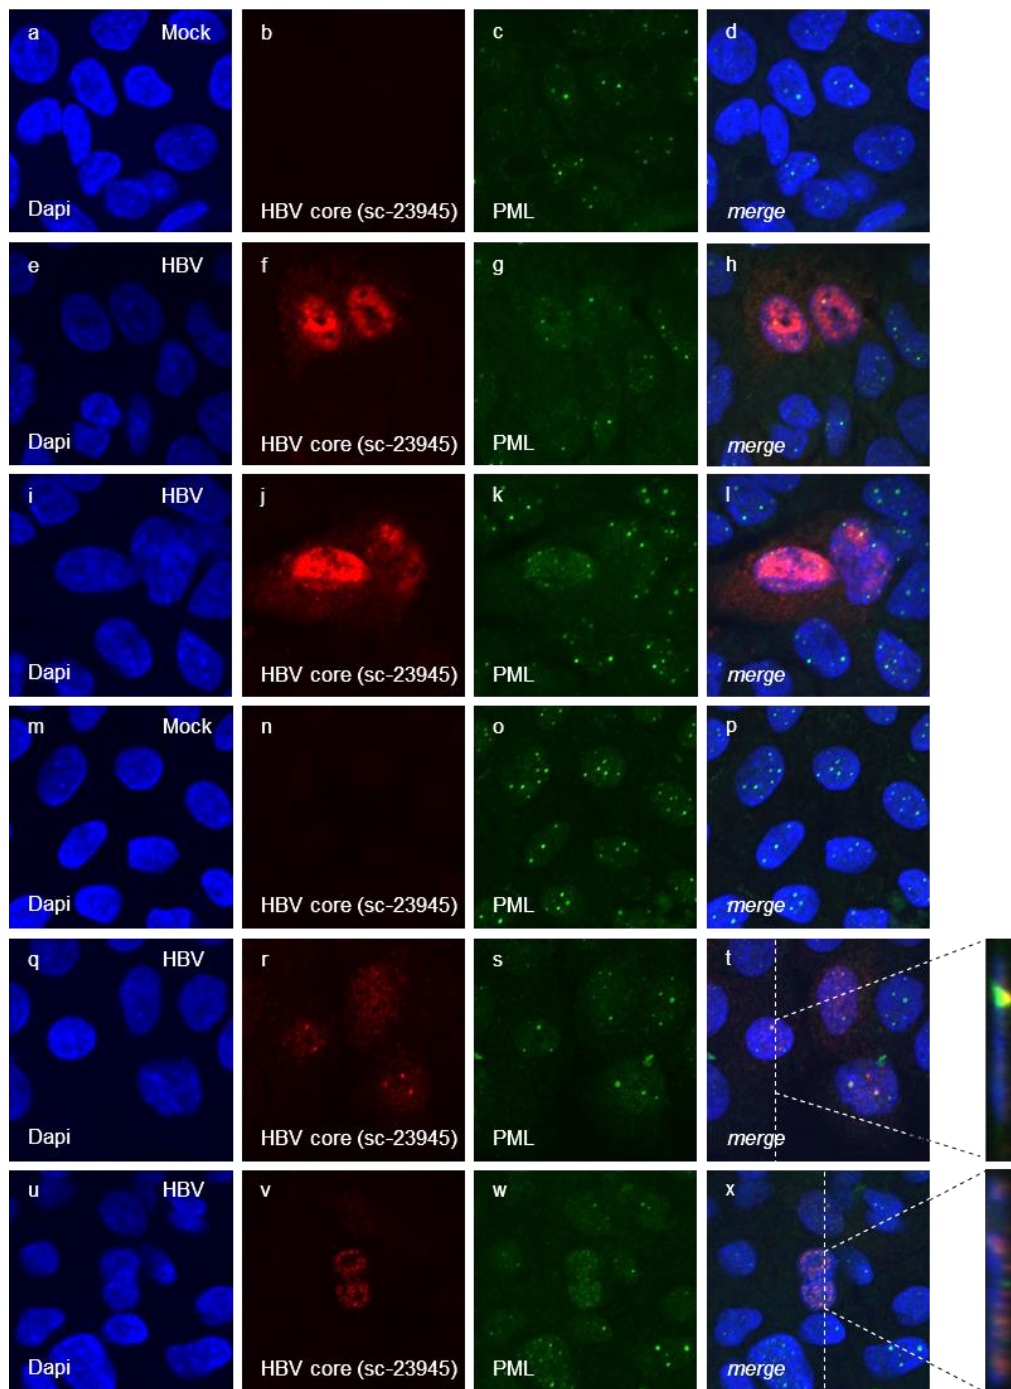 a Mock b c d
Dapi HBV core (sc-23945) PML merge
e HBV f g h
Dapi HBV core (sc-23945) PML merge
i HBV j k l
Dapi HBV core (sc-23945) PML merge
m Mock n o p
Dapi HBV core (sc-23945) PML merge
q HBV r s t
Dapi HBV core (sc-23945) PML merge
u HBV v w x
Dapi HBV core (sc-23945) PML merge